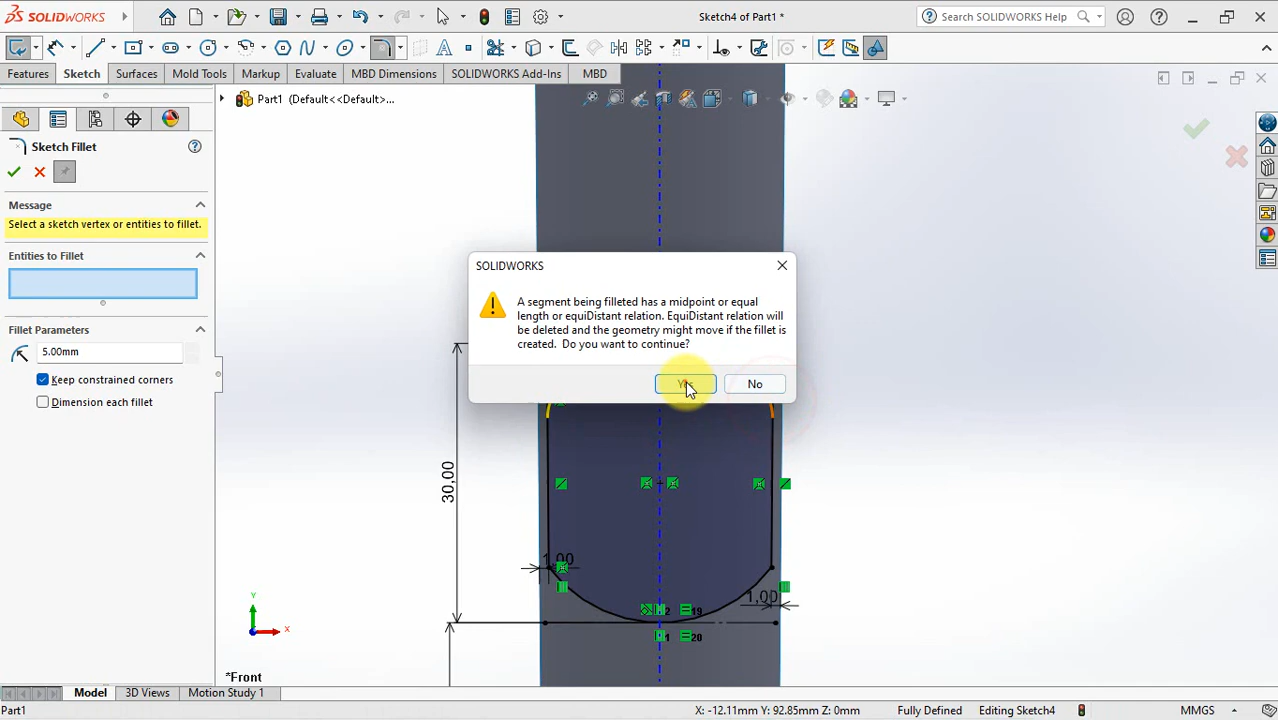 SOLIDWORKS
Sketch4 of Part1 *
Search SOLIDWORKS Help
Features
Sketch
Surfaces
Mold Tools
Markup
Evaluate
MBD Dimensions
SOLIDWORKS Add-Ins
MBD
Part1 (Default<<Default>...
Sketch Fillet
Message
Select a sketch vertex or entities to fillet.
Entities to Fillet
Fillet Parameters
5.00mm
Keep constrained corners
Dimension each fillet
SOLIDWORKS
A segment being filleted has a midpoint or equal
length or equiDistant relation. EquiDistant relation will
be deleted and the geometry might move if the fillet is
created. Do you want to continue?
Yes
No
30,00
1,00
1,00
2
18
1
20
Y
X
*Front
Model
3D Views
Motion Study 1
Part1
X: -12.11mm Y: 92.85mm Z: 0mm
Fully Defined
Editing Sketch4
MMGS